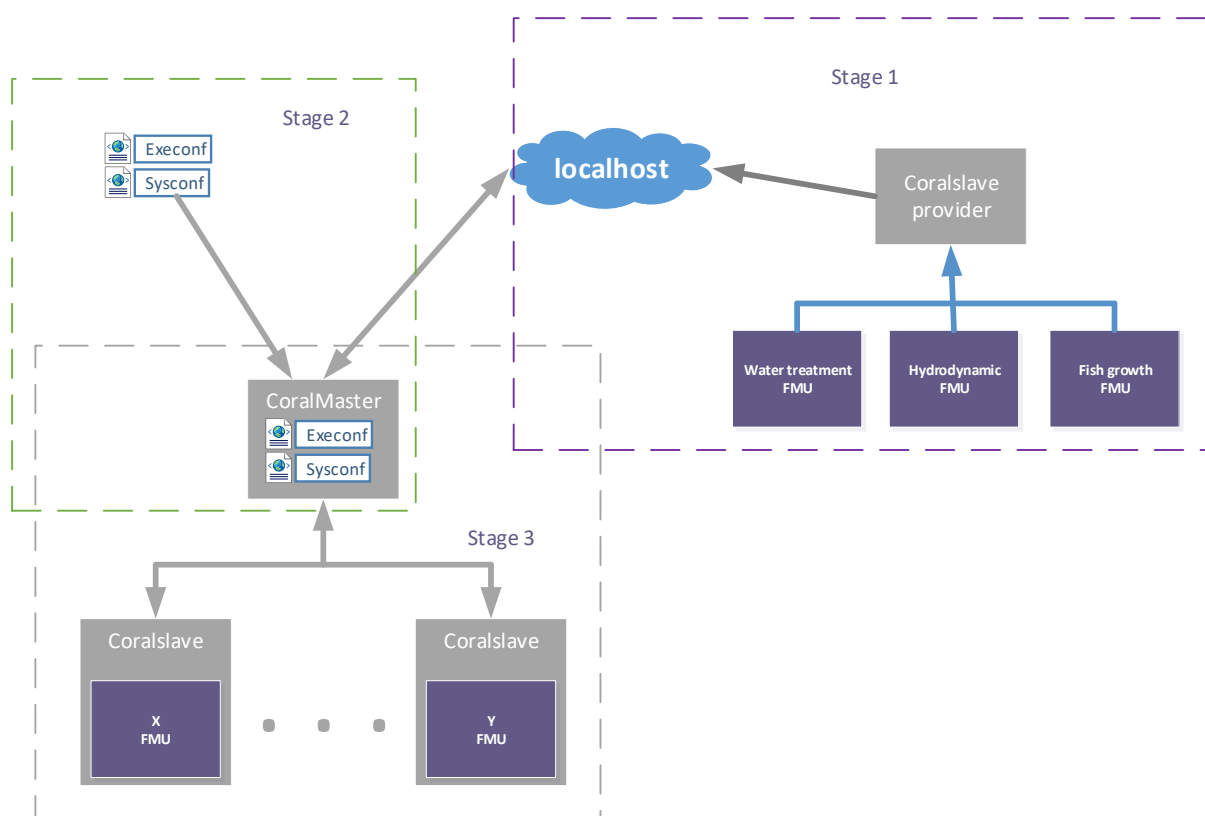 Stage 1
Stage 2
Execonf
Sysconf
localhost
Coralslave
provider
Water treatment
FMU
Hydrodynamic
FMU
Fish growth
FMU
CoralMaster
Execonf
Sysconf
Stage 3
Coralslave
X
FMU
Coralslave
Y
FMU